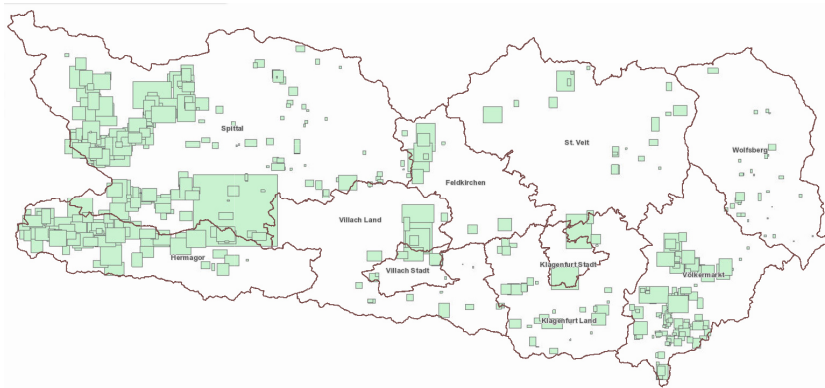 Spittal
St. Veit
Wolfsberg
Feldkirchen
Villach Land
Hermagor
Villach Stadt
Klagenfurt Stadt
Völkermarkt
Klagenfurt Land